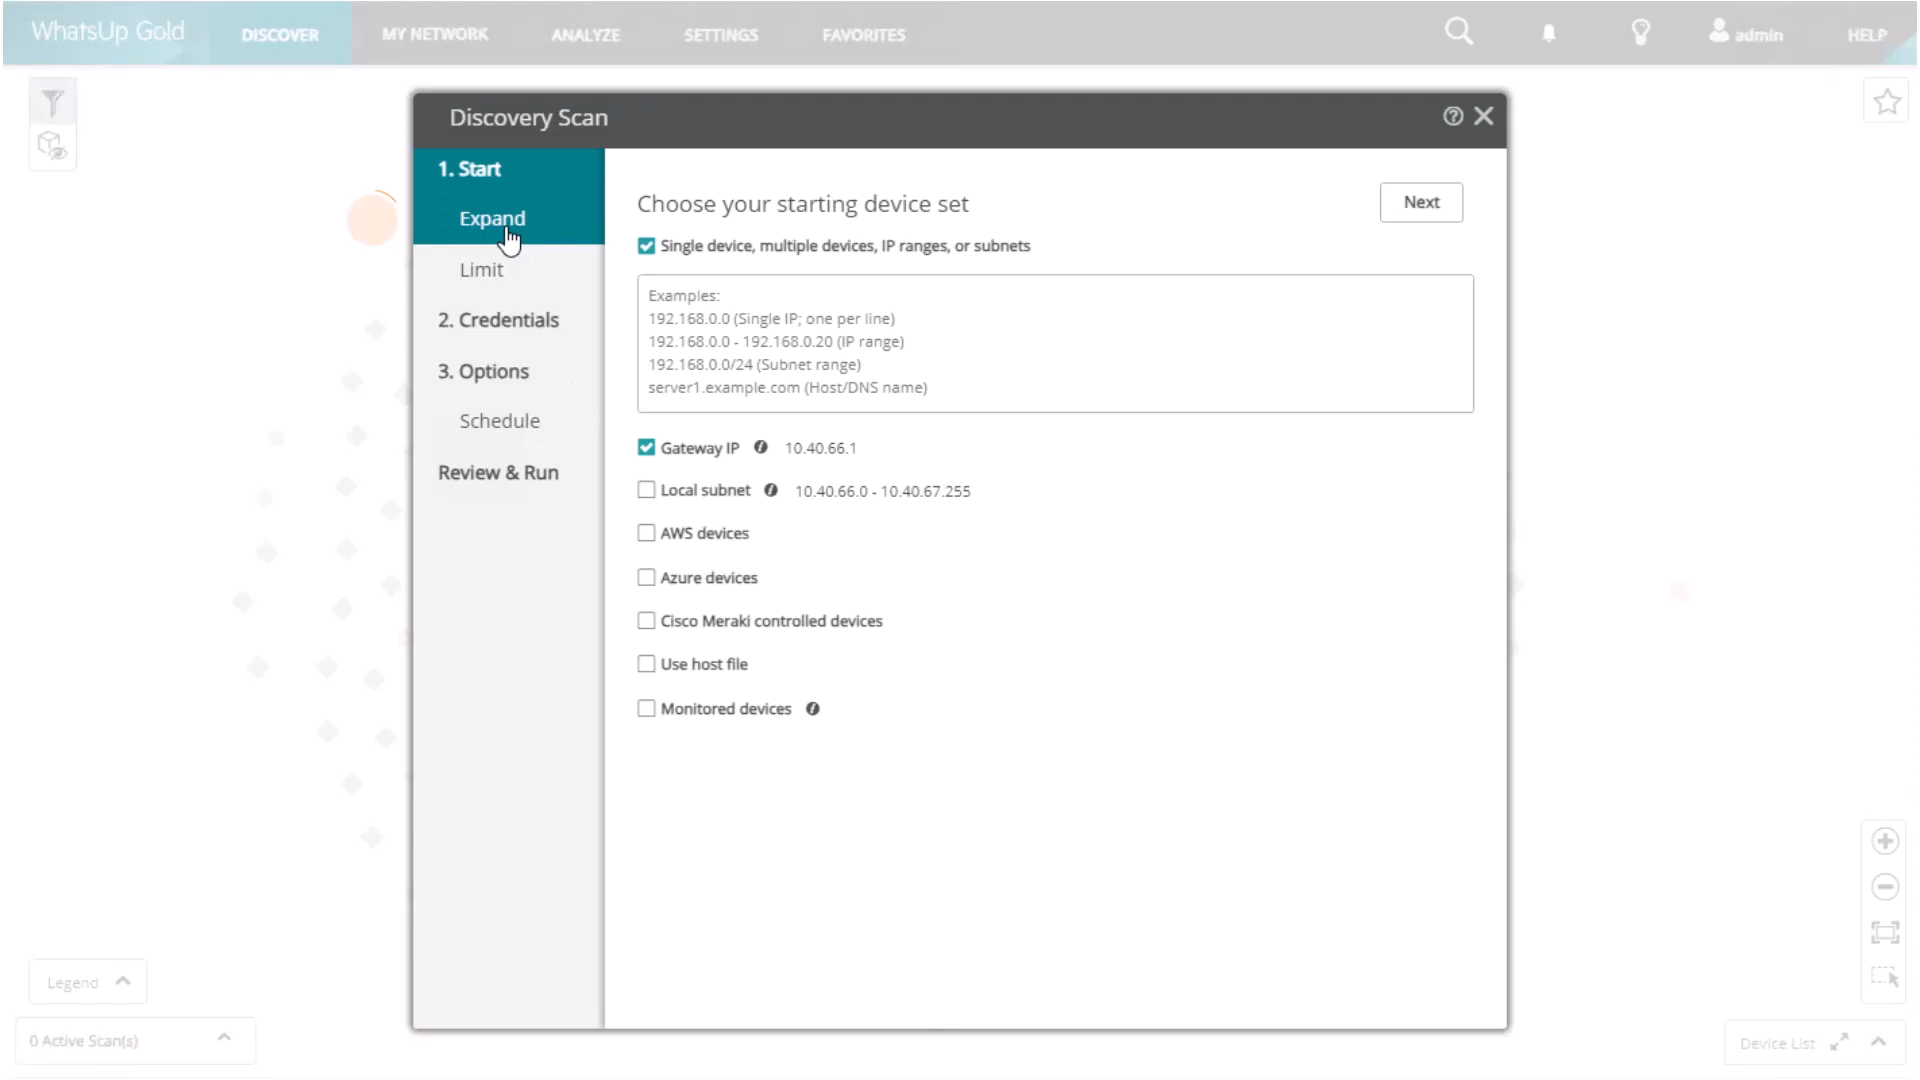 WhatsUp Gold
DISCOVER
MY NETWORK
ANALYZE
SETTINGS
FAVORITES
admin
HELP
Discovery Scan
1. Start
Expand
Limit
2. Credentials
3. Options
Schedule
Review & Run
Choose your starting device set
Next
Single device, multiple devices, IP ranges, or subnets
Examples:
192.168.0.0 (Single IP; one per line)
192.168.0.0 - 192.168.0.20 (IP range)
192.168.0.0/24 (Subnet range)
server1.example.com (Host/DNS name)
Gateway IP 10.40.66.1
Local subnet 10.40.66.0 - 10.40.67.255
AWS devices
Azure devices
Cisco Meraki controlled devices
Use host file
Monitored devices
Legend
0 Active Scan(s)
Device List